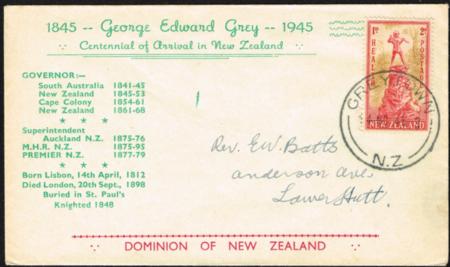 1845 -- George Edward Grey -- 1945
Centennial of Arrival in New Zealand
GOVERNOR:—
South Australia 1841-45
New Zealand 1845-53
Cape Colony 1854-61
New Zealand 1861-68
Superintendent
Auckland N.Z. 1875-76
M.H.R. N.Z. 1875-95
PREMIER N.Z. 1877-79
Born Lisbon, 14th April, 1812
Died London, 20th Sept., 1898
Buried in St. Paul's
Knighted 1848
1D 2D
HEALTH POSTAGE
NEW ZEALAND
GREYTOWN
N.Z.
Rev. E.W. Batts
anderson Ave
Lower Hutt.
DOMINION OF NEW ZEALAND